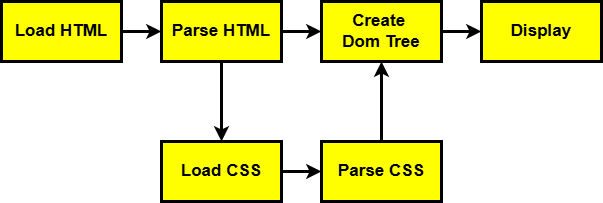 Load HTML
Parse HTML
Create
Dom Tree
Display
Load CSS
Parse CSS